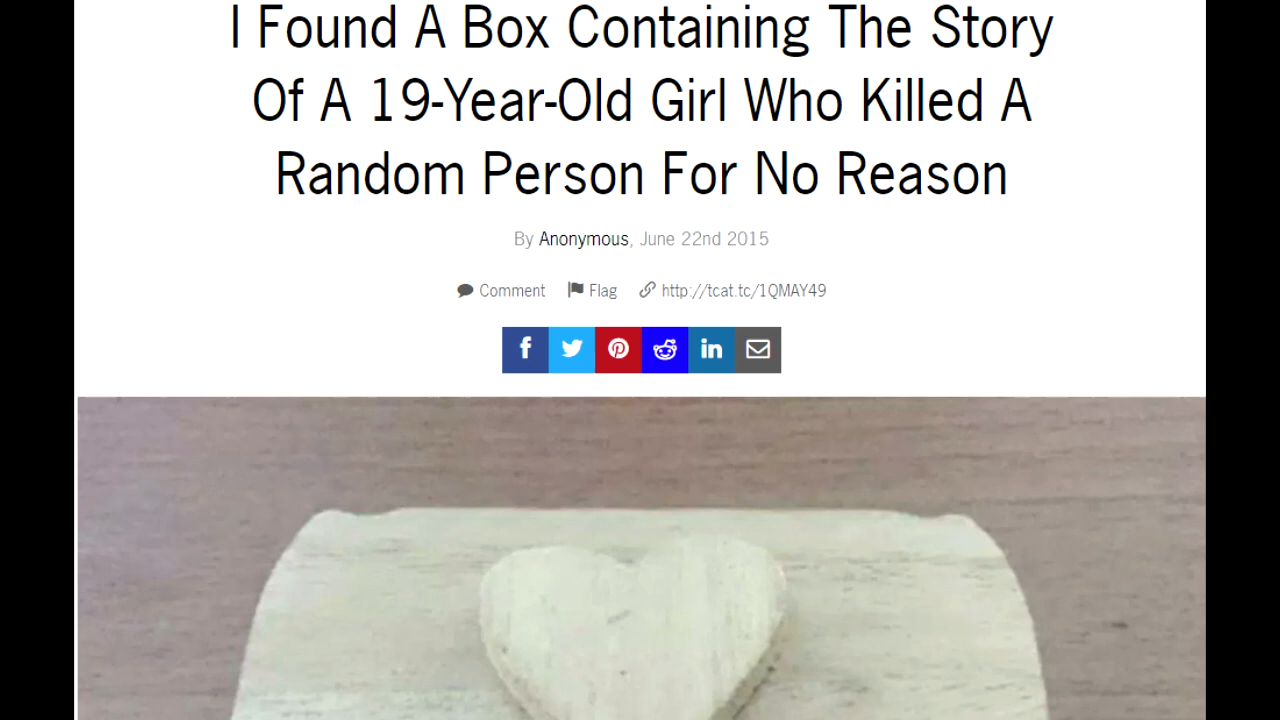 I Found A Box Containing The Story
Of A 19-Year-Old Girl Who Killed A
Random Person For No Reason
By Anonymous, June 22nd 2015
Comment Flag http://tcat.tc/1QMAY49